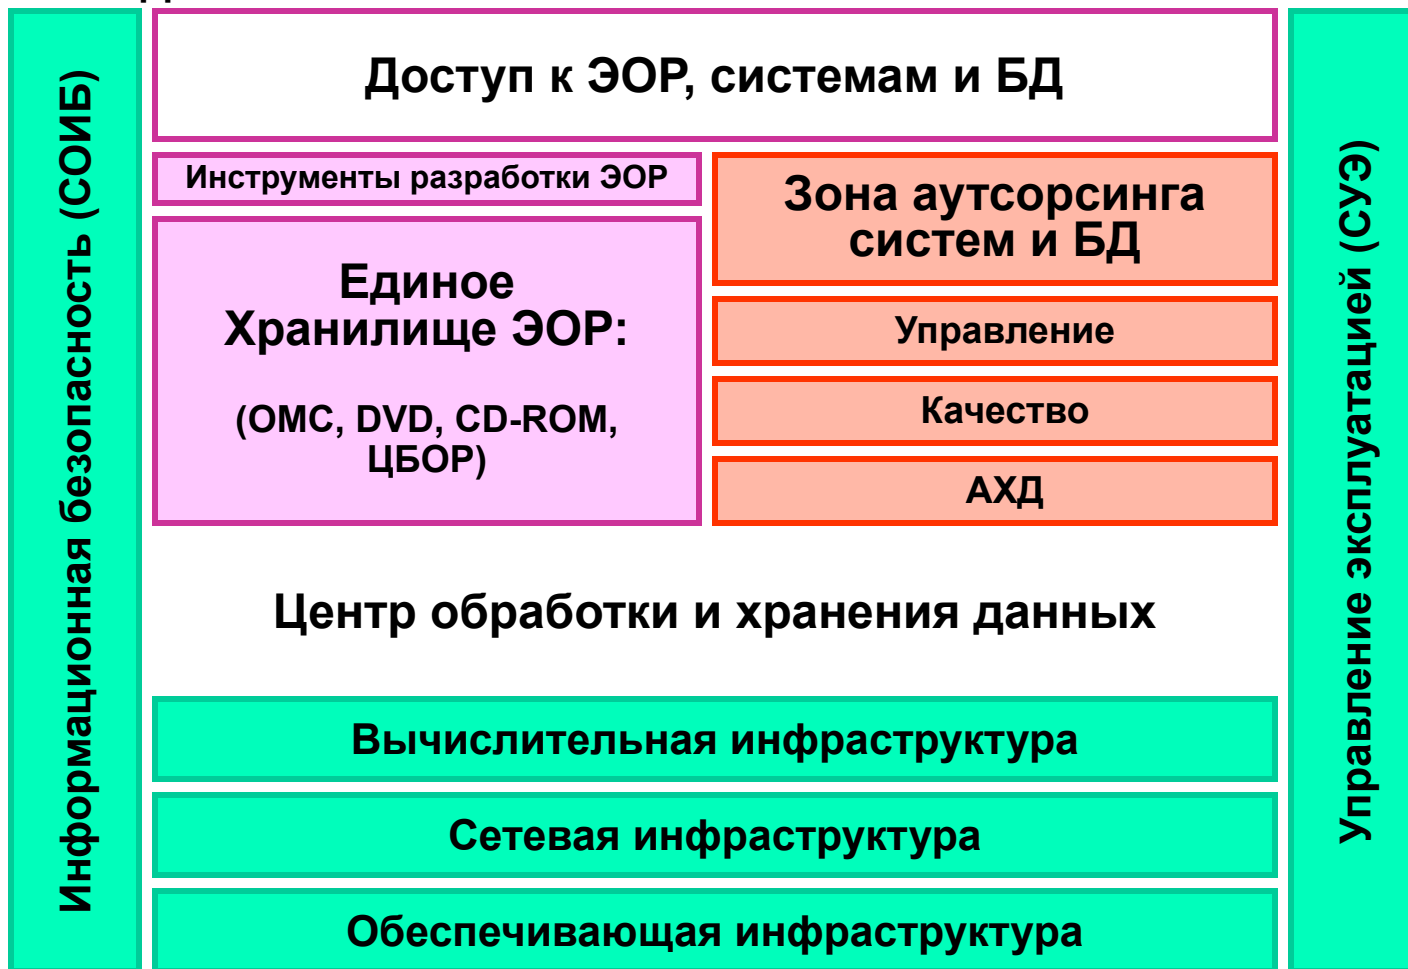 Информационная безопасность (СОИБ)
Доступ к ЭОР, системам и БД
Инструменты разработки ЭОР
Единое
Хранилище ЭОР:
(ОМС, DVD, CD-ROM,
ЦБОР)
Зона аутсорсинга
систем и БД
Управление
Качество
АХД
Центр обработки и хранения данных
Вычислительная инфраструктура
Сетевая инфраструктура
Обеспечивающая инфраструктура
Управление эксплуатацией (СУЭ)